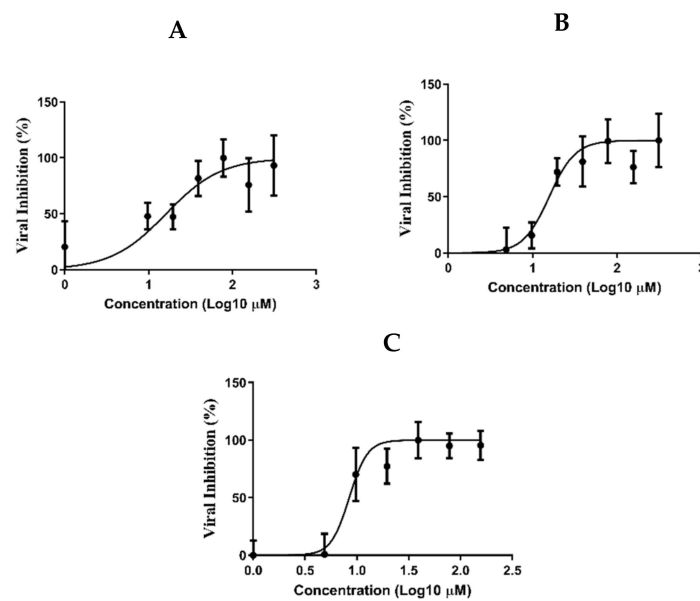 A
150
100
50
0
0 1 2 3
Viral Inhibition (%)
Concentration (Log10 µM)
B
150
100
50
0
0 1 2 3
Viral Inhibition (%)
Concentration (Log10 µM)
C
150
100
50
0
0.0 0.5 1.0 1.5 2.0 2.5
Viral Inhibition (%)
Concentration (Log10 µM)